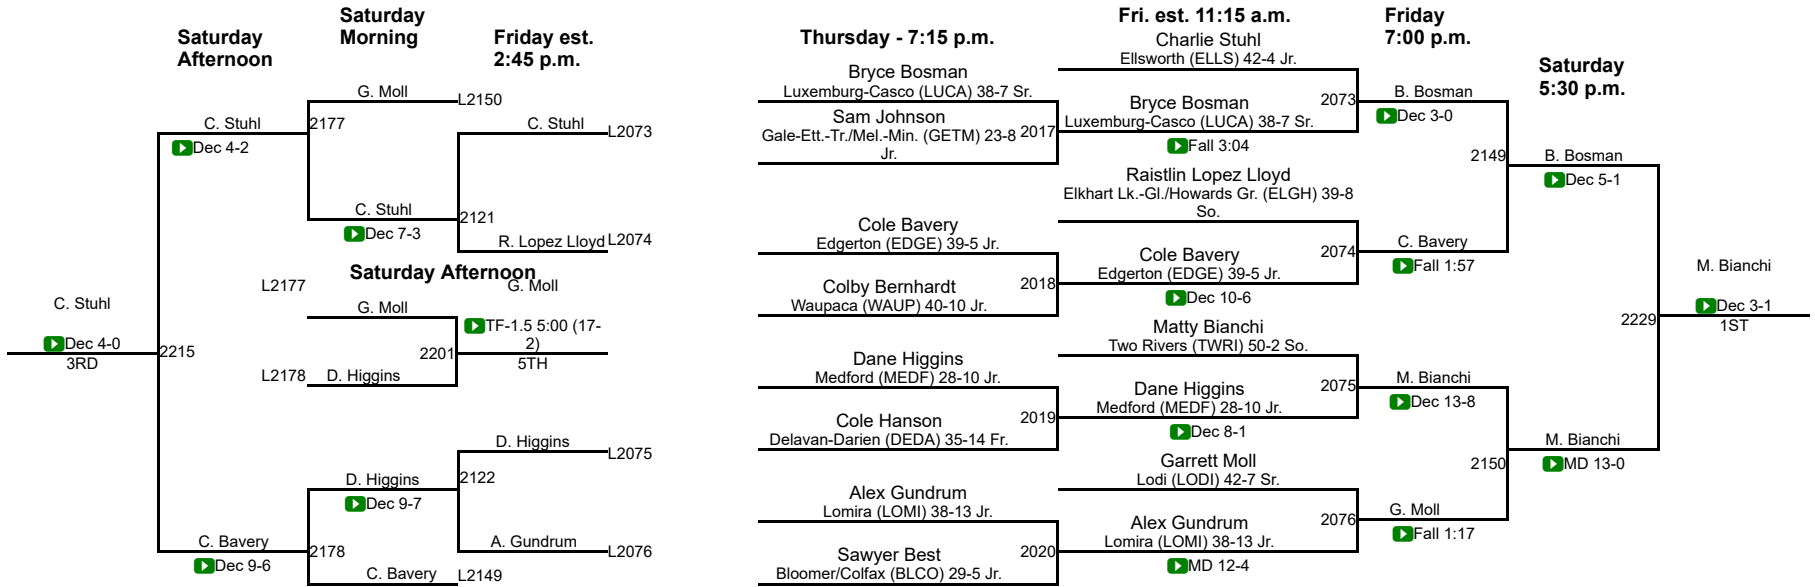 Saturday
Afternoon
Saturday
Morning
Friday est.
2:45 p.m.
G. Moll
L2150
C. Stuhl
2177
C. Stuhl
L2073
Dec 4-2
C. Stuhl
2121
Dec 7-3
R. Lopez Lloyd
L2074
L2177
Saturday Afternoon
G. Moll
C. Stuhl
G. Moll
TF-1.5 5:00 (17-
2)
Dec 4-0
2215
2201
3RD
5TH
L2178
D. Higgins
D. Higgins
L2075
D. Higgins
2122
Dec 9-7
C. Bavery
2178
A. Gundrum
L2076
Dec 9-6
C. Bavery
L2149
Thursday - 7:15 p.m.
Fri. est. 11:15 a.m.
Friday
7:00 p.m.
Saturday
5:30 p.m.
Charlie Stuhl
Ellsworth (ELLS) 42-4 Jr.
Bryce Bosman
Luxemburg-Casco (LUCA) 38-7 Sr.
2073
B. Bosman
Sam Johnson
Gale-Ett.-Tr./Mel.-Min. (GETM) 23-8
Jr.
2017
Bryce Bosman
Luxemburg-Casco (LUCA) 38-7 Sr.
Dec 3-0
Fall 3:04
2149
B. Bosman
Dec 5-1
Raistlin Lopez Lloyd
Elkhart Lk.-Gl./Howards Gr. (ELGH) 39-8
So.
Cole Bavery
Edgerton (EDGE) 39-5 Jr.
2074
C. Bavery
Cole Bavery
Edgerton (EDGE) 39-5 Jr.
Fall 1:57
Colby Bernhardt
Waupaca (WAUP) 40-10 Jr.
2018
Dec 10-6
M. Bianchi
Dec 3-1
2229
1ST
Matty Bianchi
Two Rivers (TWRI) 50-2 So.
Dane Higgins
Medford (MEDF) 28-10 Jr.
2075
M. Bianchi
Dane Higgins
Medford (MEDF) 28-10 Jr.
Dec 13-8
Cole Hanson
Delavan-Darien (DEDA) 35-14 Fr.
2019
Dec 8-1
M. Bianchi
2150
MD 13-0
Garrett Moll
Lodi (LODI) 42-7 Sr.
Alex Gundrum
Lomira (LOMI) 38-13 Jr.
2076
G. Moll
Alex Gundrum
Lomira (LOMI) 38-13 Jr.
Fall 1:17
Sawyer Best
Bloomer/Colfax (BLCO) 29-5 Jr.
2020
MD 12-4